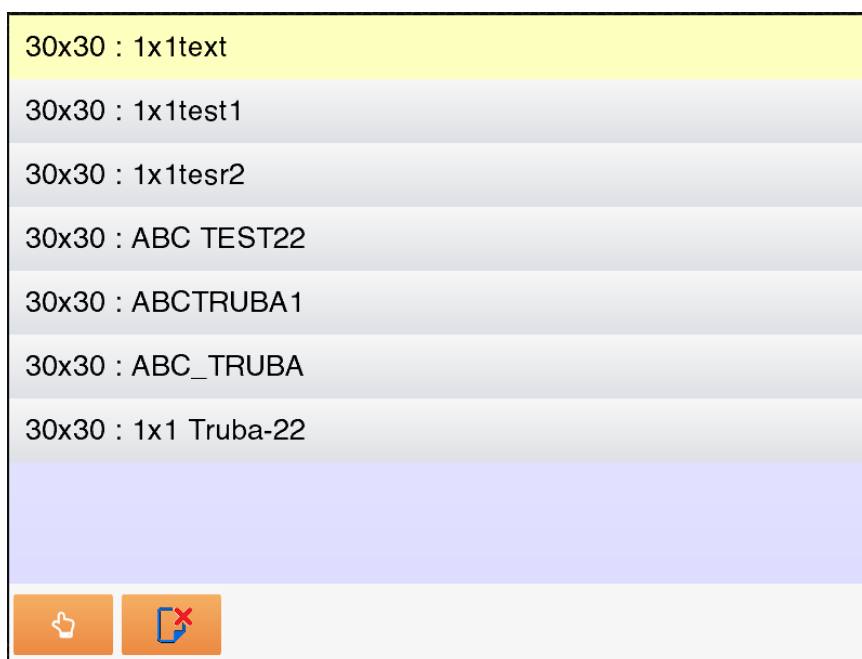 30x30 : 1x1text
30x30 : 1x1test1
30x30 : 1x1tesr2
30x30 : ABC TEST22
30x30 : ABCTRUBA1
30x30 : ABC_TRUBA
30x30 : 1x1 Truba-22